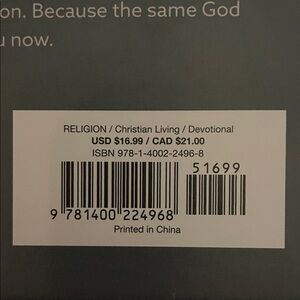 on. Because the same God
u now.
RELIGION / Christian Living / Devotional
USD $16.99 / CAD $21.00
ISBN 978-1-4002-2496-8
51699
9 781400 224968
Printed in China